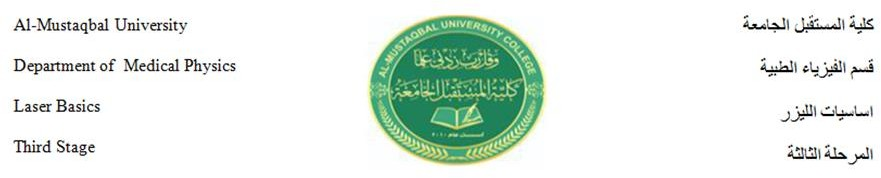 Al-Mustaqbal University
Department of Medical Physics
Laser Basics
Third Stage
AL-MUSTAQBAL UNIVERSITY COLLEGE
وقل رب زدني علما
كلية المستقبل الجامعة
كلية المستقبل الجامعة
قسم الفيزياء الطبية
اساسيات الليزر
المرحلة الثالثة